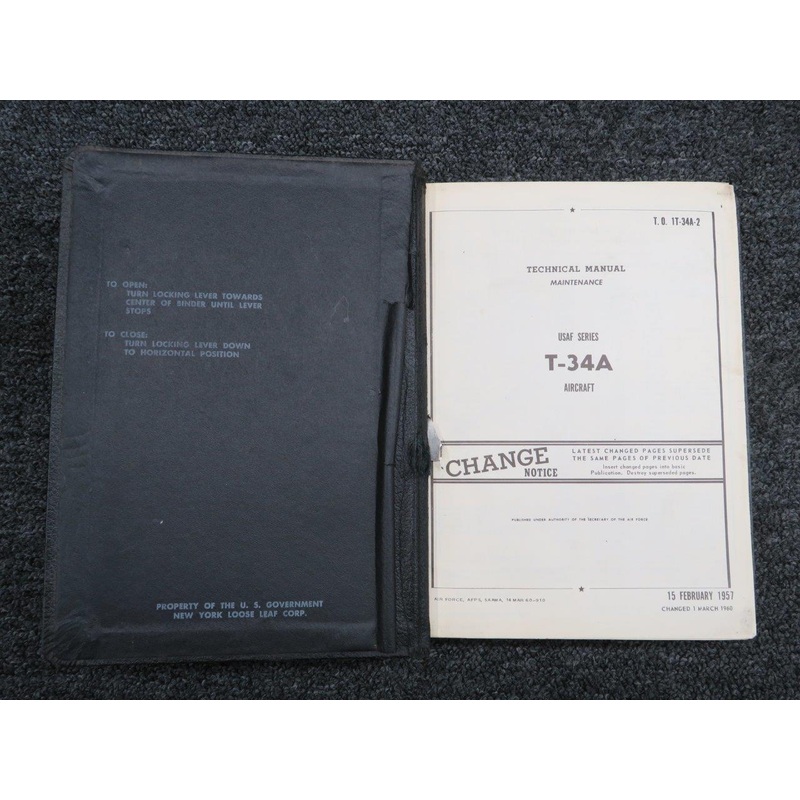 TO OPEN:
TURN LOCKING LEVER TOWARDS
CENTER OF BINDER UNTIL LEVER
STOPS
TO CLOSE:
TURN LOCKING LEVER DOWN
TO HORIZONTAL POSITION
PROPERTY OF THE U. S. GOVERNMENT
NEW YORK LOOSE LEAF CORP.
T. O. 1T-34A-2
TECHNICAL MANUAL
MAINTENANCE
USAF SERIES
T-34A
AIRCRAFT
CHANGE
NOTICE
LATEST CHANGED PAGES SUPERSEDE
THE SAME PAGES OF PREVIOUS DATE
Insert changed pages into basic
Publication. Destroy superseded pages.
PUBLISHED UNDER AUTHORITY OF THE SECRETARY OF THE AIR FORCE
AIR FORCE,
15 FEBRUARY 1957
CHANGED 1 MARCH 1960